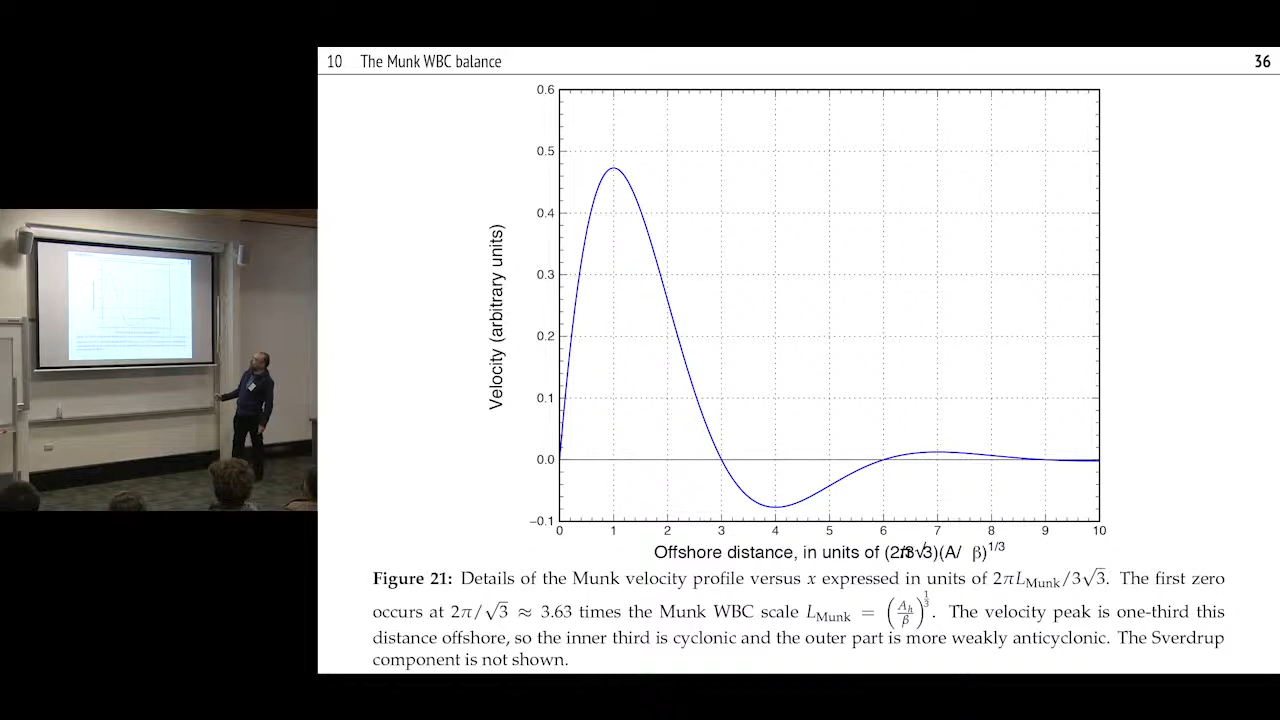 10 The Munk WBC balance 36
0.6
0.5
0.4
0.3
0.2
0.1
0.0
−0.1
Velocity (arbitrary units)
0 1 2 3 4 5 6 7 8 9 10
Offshore distance, in units of (2π/3√3)(A/ β)^1/3
Figure 21: Details of the Munk velocity profile versus x expressed in units of 2πL_Munk/3√3. The first zero
occurs at 2π/√3 ≈ 3.63 times the Munk WBC scale L_Munk = (A_h/β)^1/3. The velocity peak is one-third this
distance offshore, so the inner third is cyclonic and the outer part is more weakly anticyclonic. The Sverdrup
component is not shown.